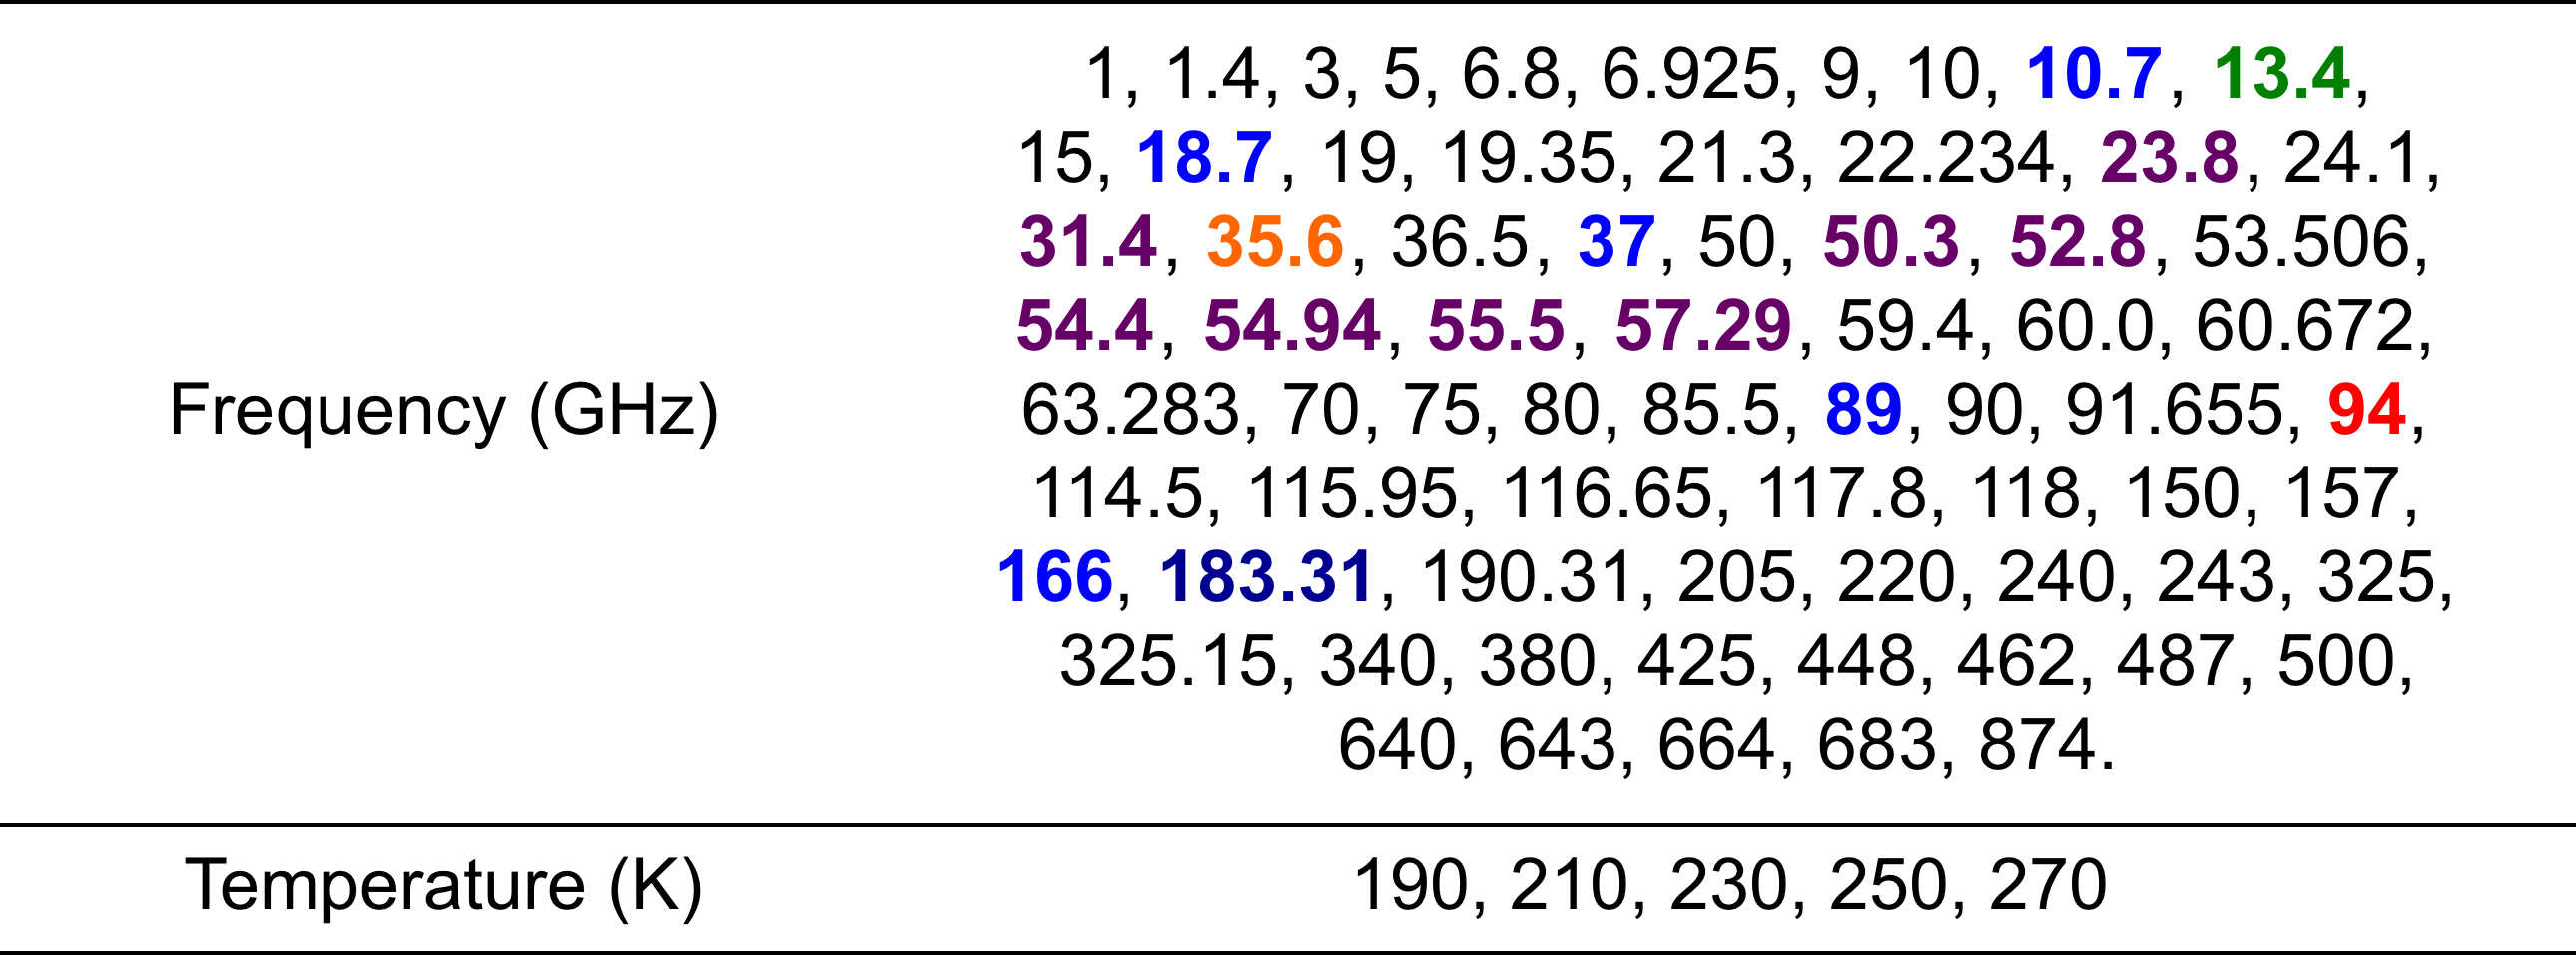 1, 1.4, 3, 5, 6.8, 6.925, 9, 10, 10.7, 13.4,
15, 18.7, 19, 19.35, 21.3, 22.234, 23.8, 24.1,
31.4, 35.6, 36.5, 37, 50, 50.3, 52.8, 53.506,
54.4, 54.94, 55.5, 57.29, 59.4, 60.0, 60.672,
Frequency (GHz)
63.283, 70, 75, 80, 85.5, 89, 90, 91.655, 94,
114.5, 115.95, 116.65, 117.8, 118, 150, 157,
166, 183.31, 190.31, 205, 220, 240, 243, 325,
325.15, 340, 380, 425, 448, 462, 487, 500,
640, 643, 664, 683, 874.
Temperature (K)
190, 210, 230, 250, 270